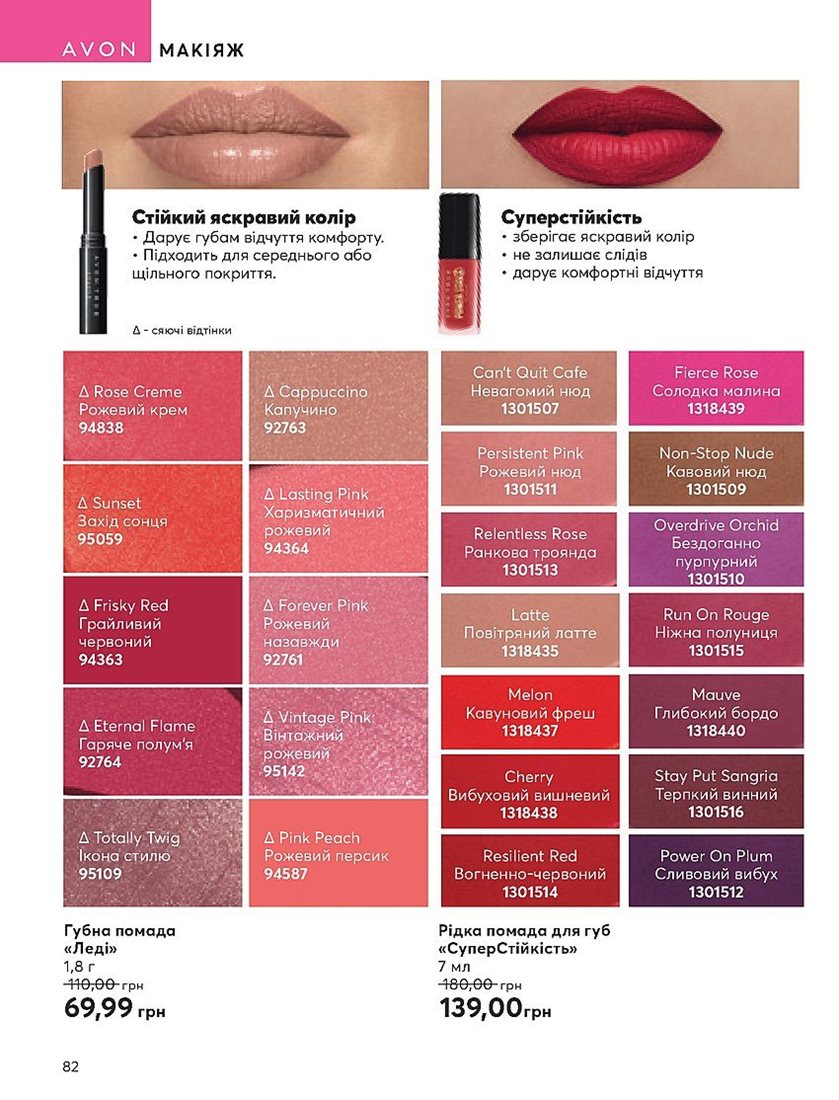 AVON МАКІЯЖ
Стійкий яскравий колір
• Дарує губам відчуття комфорту.
• Підходить для середнього або
щільного покриття.
Δ - сяючі відтінки
Суперстійкість
• зберігає яскравий колір
• не залишає слідів
• дарує комфортні відчуття
Δ Rose Creme
Рожевий крем
94838
Δ Cappuccino
Капучино
92763
Δ Sunset
Захід сонця
95059
Δ Lasting Pink
Харизматичний
рожевий
94364
Δ Frisky Red
Грайливий
червоний
94363
Δ Forever Pink
Рожевий
назавжди
92761
Δ Eternal Flame
Гаряче полум'я
92764
Δ Vintage Pink
Вінтажний
рожевий
95142
Δ Totally Twig
Ікона стилю
95109
Δ Pink Peach
Рожевий персик
94587
Can't Quit Cafe
Невагомий нюд
1301507
Fierce Rose
Солодка малина
1318439
Persistent Pink
Рожевий нюд
1301511
Non-Stop Nude
Кавовий нюд
1301509
Relentless Rose
Ранкова троянда
1301513
Overdrive Orchid
Бездоганно
пурпурний
1301510
Latte
Повітряний латте
1318435
Run On Rouge
Ніжна полуниця
1301515
Melon
Кавуновий фреш
1318437
Mauve
Глибокий бордо
1318440
Cherry
Вибуховий вишневий
1318438
Stay Put Sangria
Терпкий винний
1301516
Resilient Red
Вогненно-червоний
1301514
Power On Plum
Сливовий вибух
1301512
Губна помада
«Леді»
1,8 г
110,00 грн
69,99 грн
Рідка помада для губ
«СуперСтійкість»
7 мл
180,00 грн
139,00 грн
82